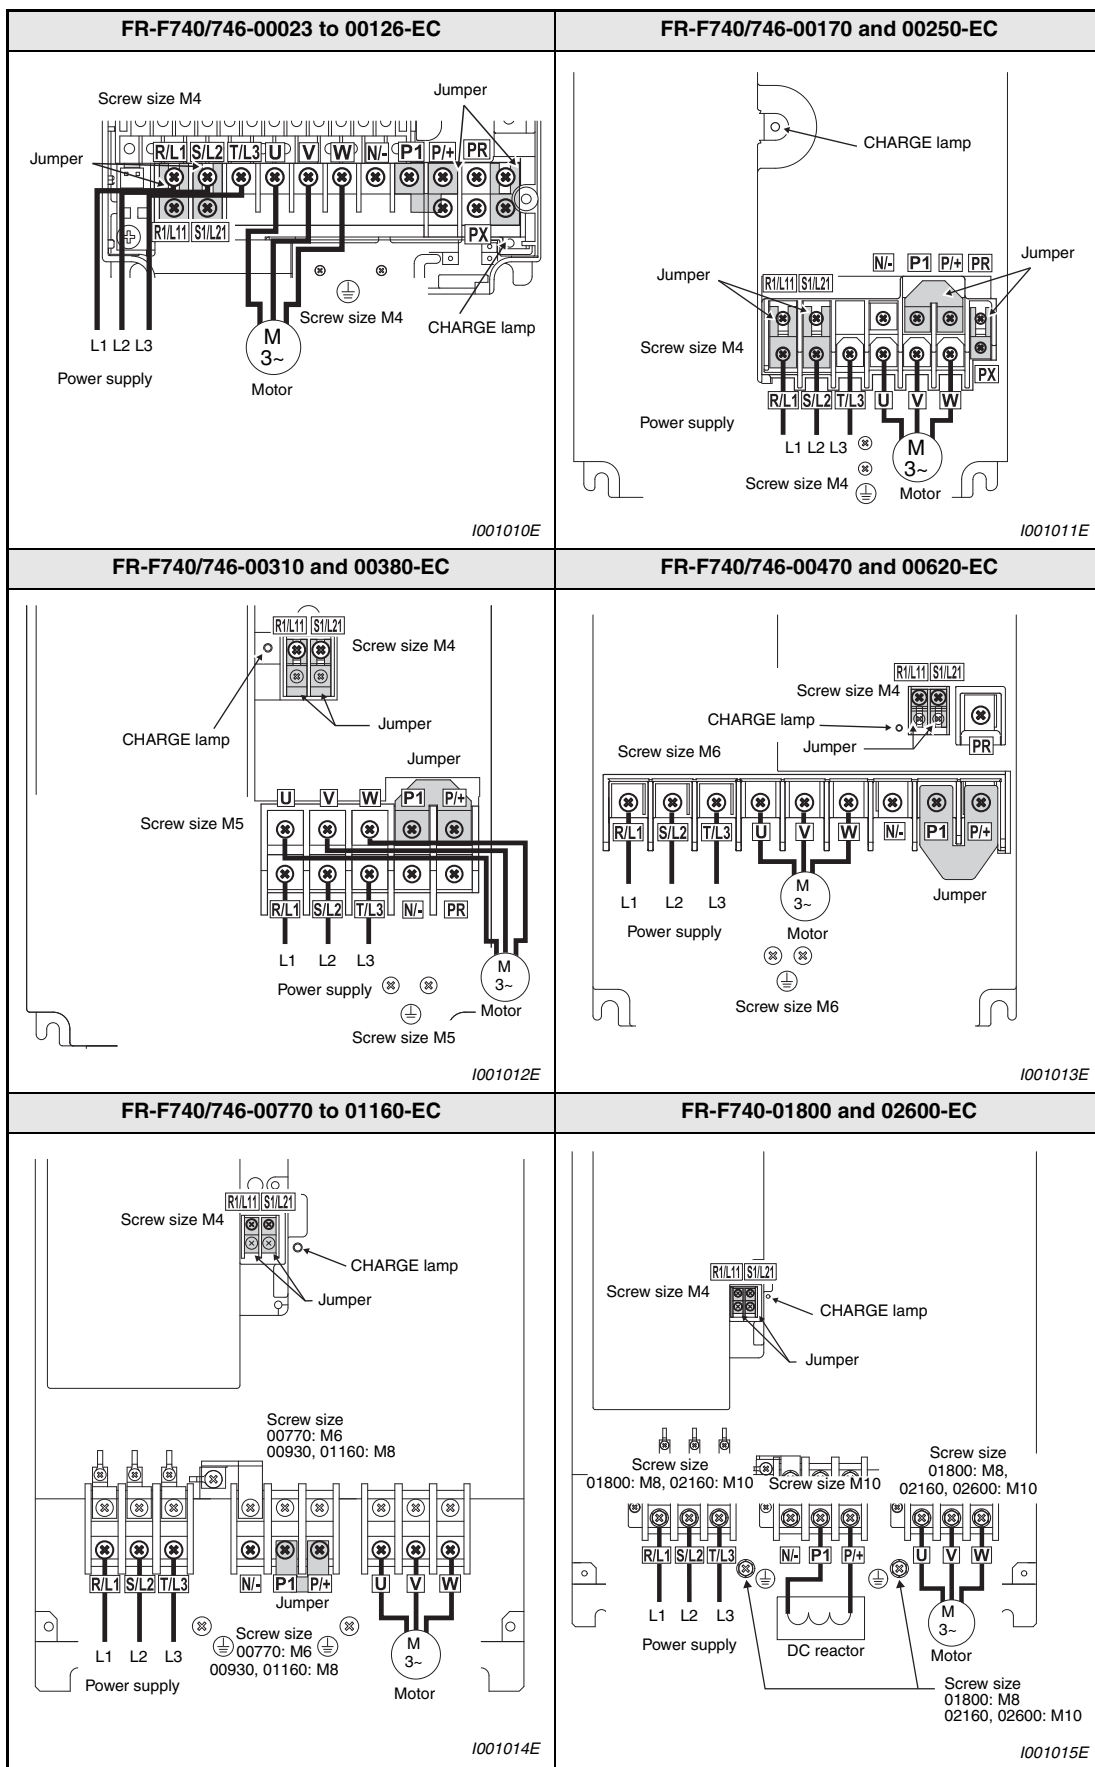 FR-F740/746-00023 to 00126-EC
Screw size M4
Jumper
Jumper
R/L1 S/L2 T/L3 U V W N/- P1 P/+ PR
R1/L11 S1/L21
PX
Screw size M4
CHARGE lamp
L1 L2 L3
Power supply
M
3~
Motor
I001010E
FR-F740/746-00170 and 00250-EC
CHARGE lamp
N/- P1 P/+ PR
Jumper
Jumper
R1/L11 S1/L21
Screw size M4
PX
R/L1 S/L2 T/L3 U V W
Power supply
L1 L2 L3
M
3~
Screw size M4
Motor
I001011E
FR-F740/746-00310 and 00380-EC
R1/L11 S1/L21
Screw size M4
Jumper
CHARGE lamp
Jumper
U V W P1 P/+
Screw size M5
R/L1 S/L2 T/L3 N/- PR
L1 L2 L3
M
3~
Power supply
Motor
Screw size M5
I001012E
FR-F740/746-00470 and 00620-EC
R1/L11 S1/L21
Screw size M4
CHARGE lamp
Jumper
PR
Screw size M6
R/L1 S/L2 T/L3 U V W N/- P1 P/+
L1 L2 L3
M
3~
Jumper
Power supply
Motor
Screw size M6
I001013E
FR-F740/746-00770 to 01160-EC
R1/L11 S1/L21
Screw size M4
CHARGE lamp
Jumper
Screw size
00770: M6
00930, 01160: M8
R/L1 S/L2 T/L3 N/- P1 P/+ U V W
Jumper
Screw size
00770: M6
00930, 01160: M8
L1 L2 L3
Power supply
M
3~
Motor
I001014E
FR-F740-01800 and 02600-EC
R1/L11 S1/L21
Screw size M4
CHARGE lamp
Jumper
Screw size
01800: M8, 02160: M10
Screw size M10
Screw size
01800: M8,
02160, 02600: M10
R/L1 S/L2 T/L3 N/- P1 P/+ U V W
L1 L2 L3
Power supply
DC reactor
M
3~
Motor
Screw size
01800: M8
02160, 02600: M10
I001015E